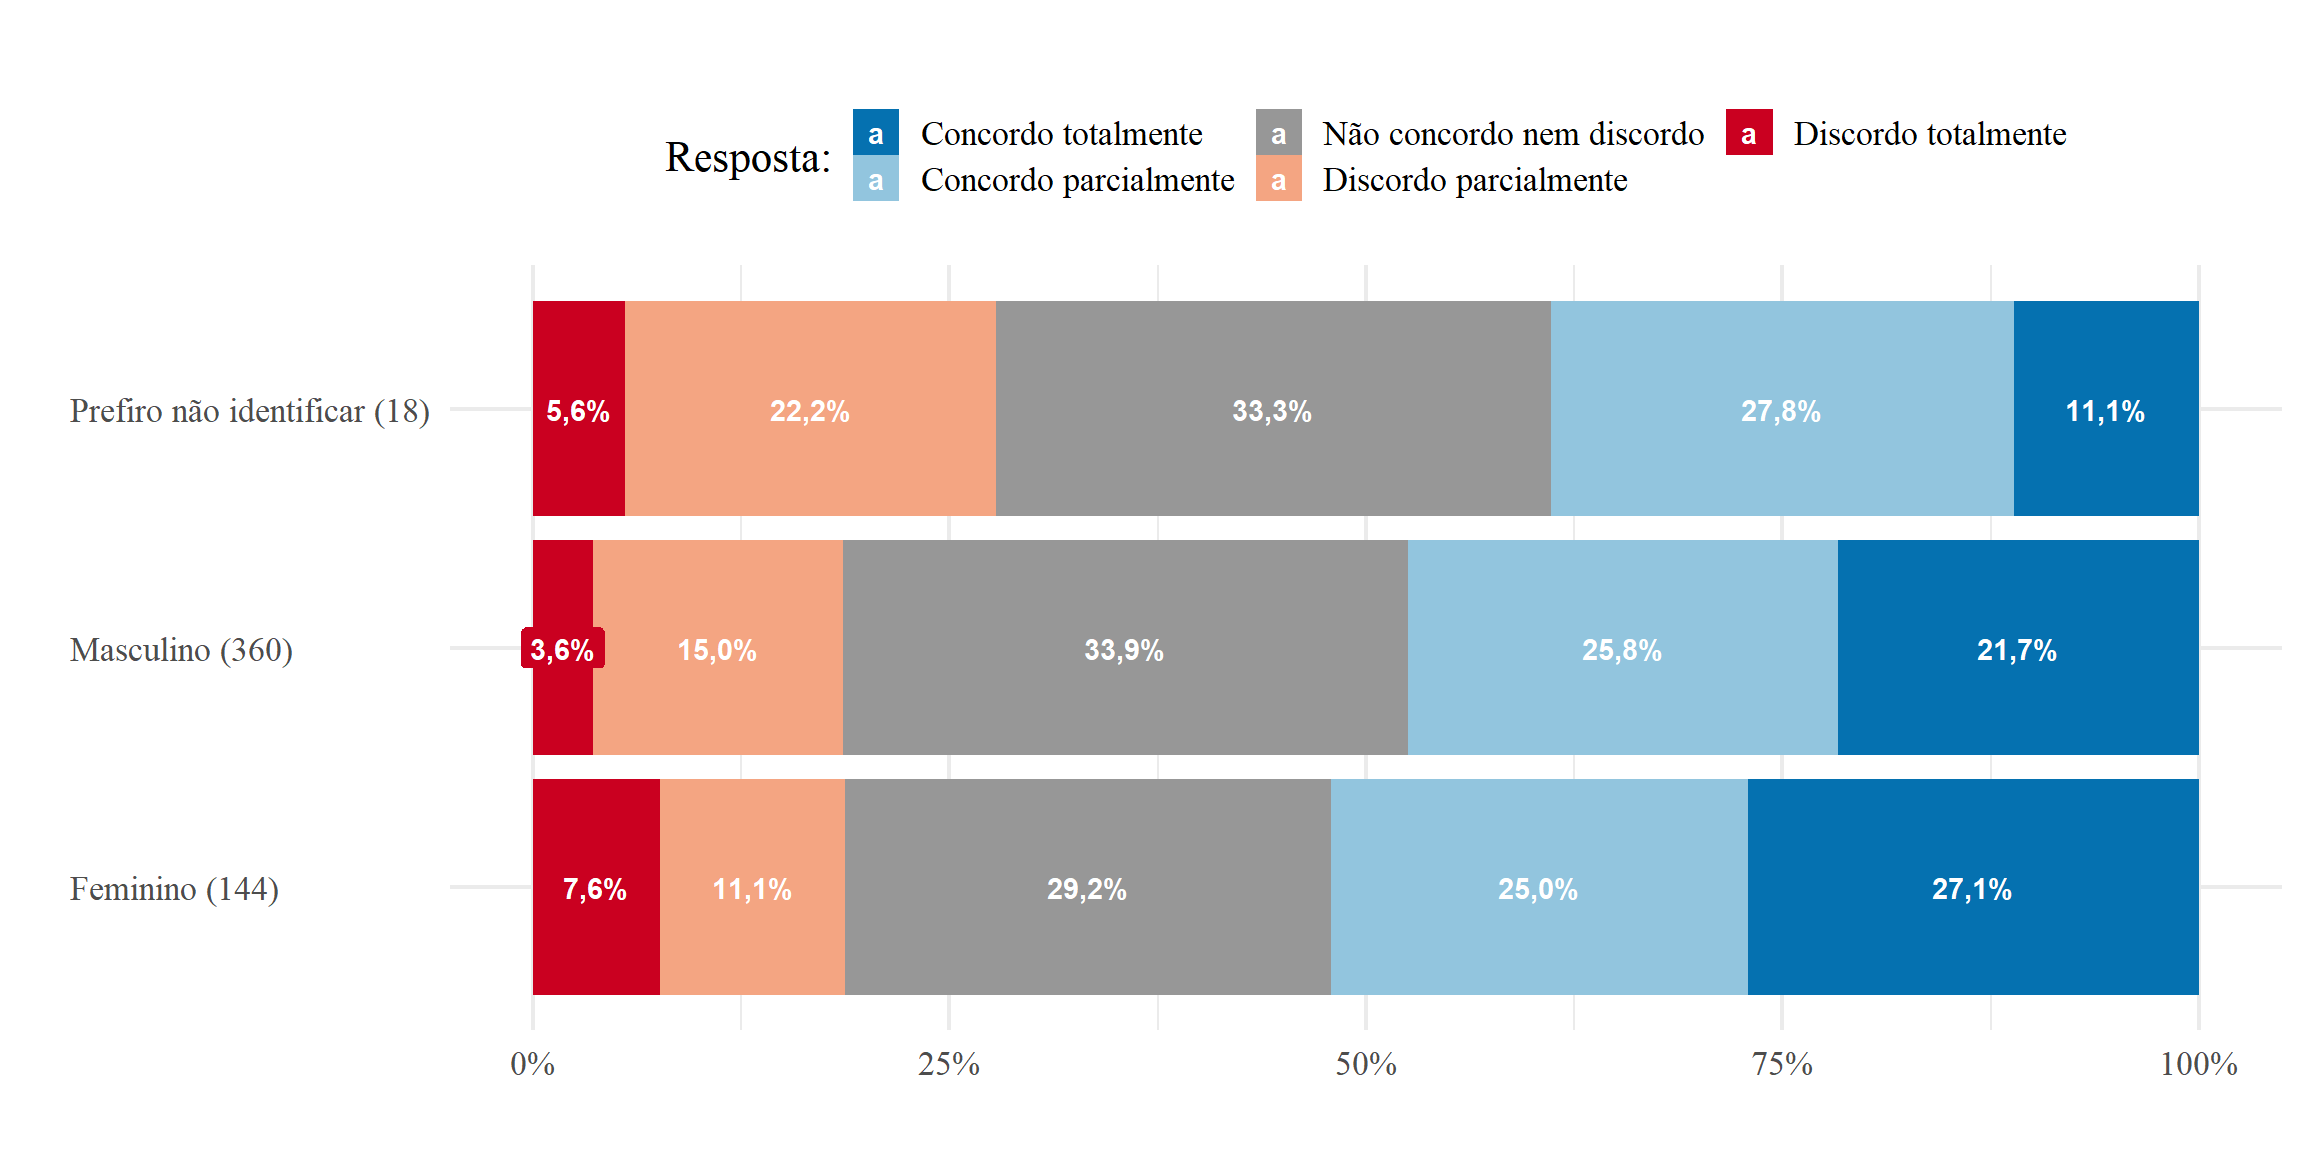 Resposta:
a Concordo totalmente
a Concordo parcialmente
a Não concordo nem discordo
a Discordo parcialmente
a Discordo totalmente
Prefiro não identificar (18)
5,6% 22,2% 33,3% 27,8% 11,1%
Masculino (360)
3,6% 15,0% 33,9% 25,8% 21,7%
Feminino (144)
7,6% 11,1% 29,2% 25,0% 27,1%
0% 25% 50% 75% 100%